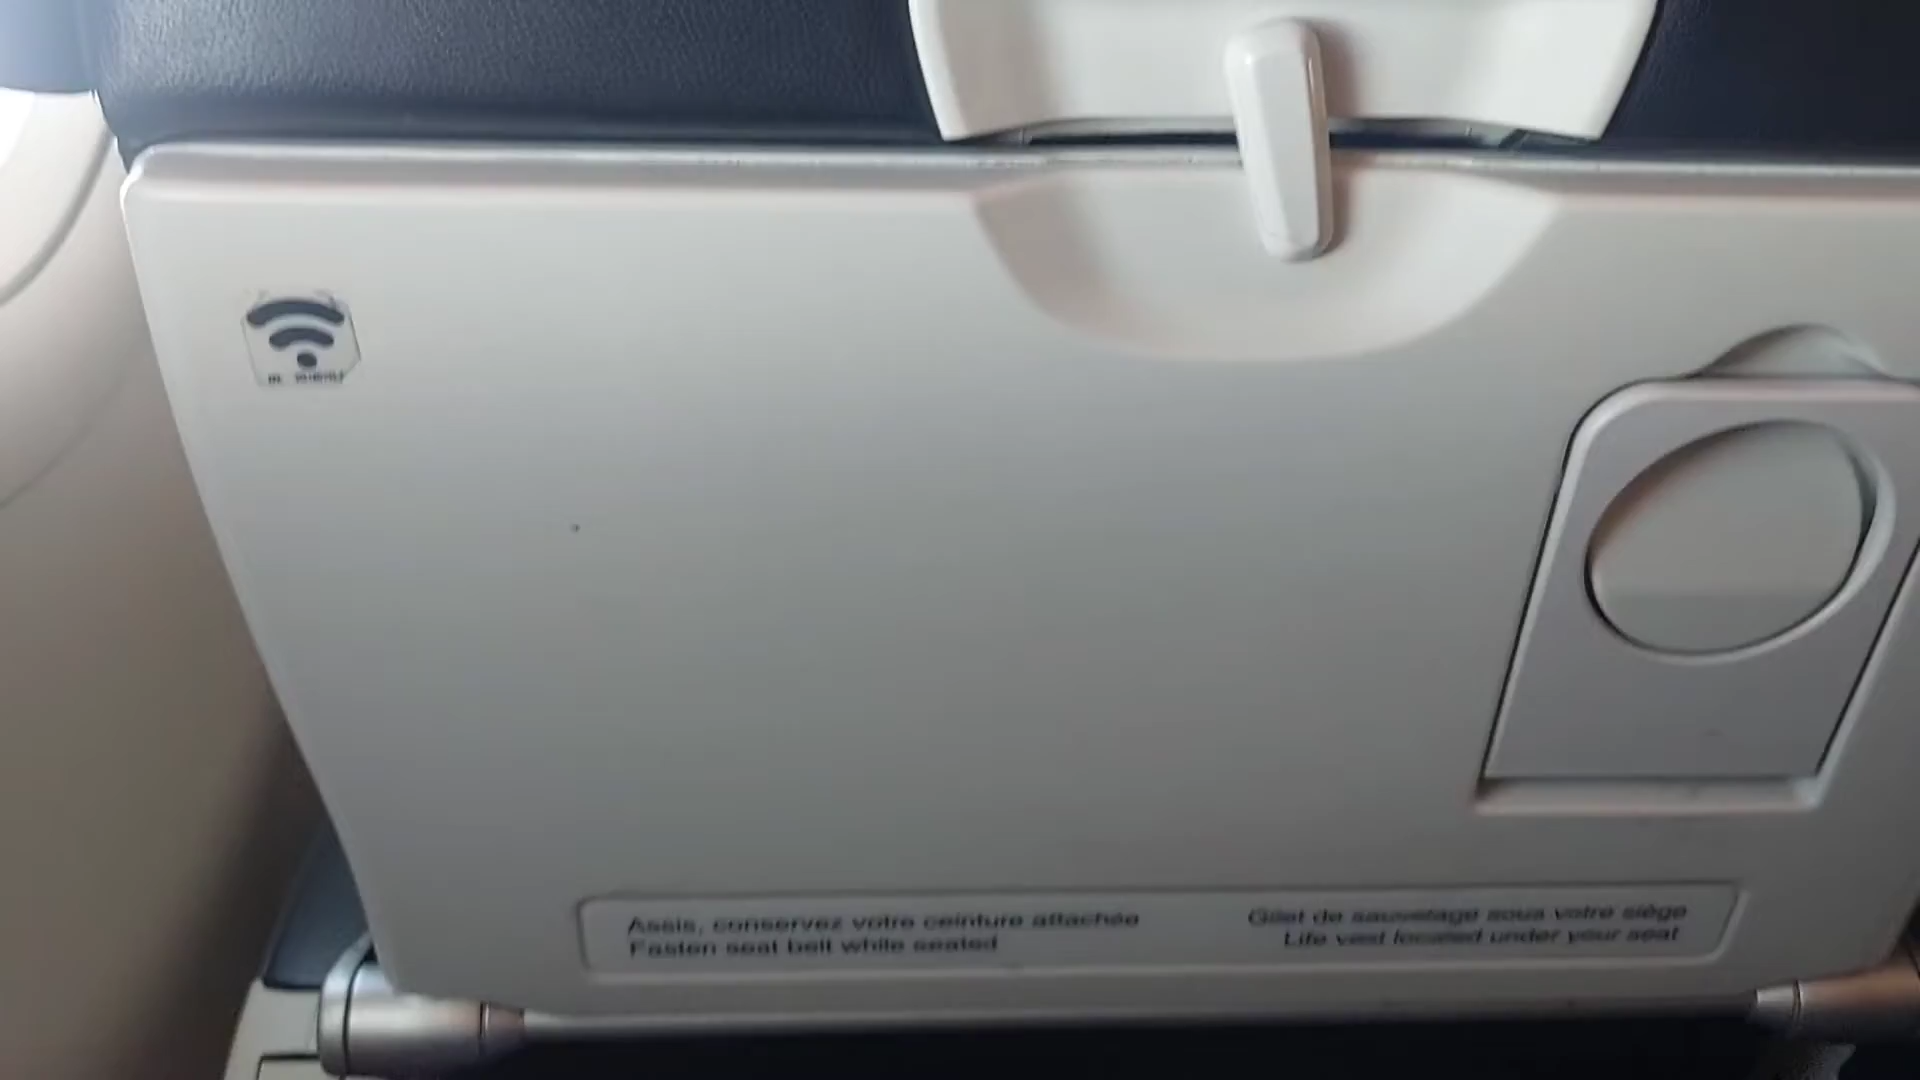 Assis, conservez votre ceinture attachée
Fasten seat belt while seated
Gilet de sauvetage sous votre siège
Life vest located under your seat